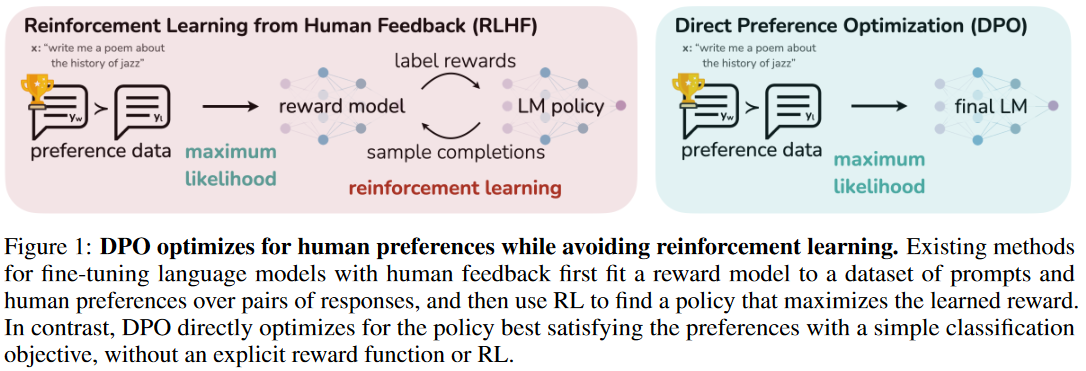 Reinforcement Learning from Human Feedback (RLHF)
x: "write me a poem about
the history of jazz"
label rewards
yw
>
yl
reward model
LM policy
preference data
maximum
likelihood
sample completions
reinforcement learning
Direct Preference Optimization (DPO)
x: "write me a poem about
the history of jazz"
yw
>
yl
final LM
preference data
maximum
likelihood
Figure 1: DPO optimizes for human preferences while avoiding reinforcement learning. Existing methods
for fine-tuning language models with human feedback first fit a reward model to a dataset of prompts and
human preferences over pairs of responses, and then use RL to find a policy that maximizes the learned reward.
In contrast, DPO directly optimizes for the policy best satisfying the preferences with a simple classification
objective, without an explicit reward function or RL.